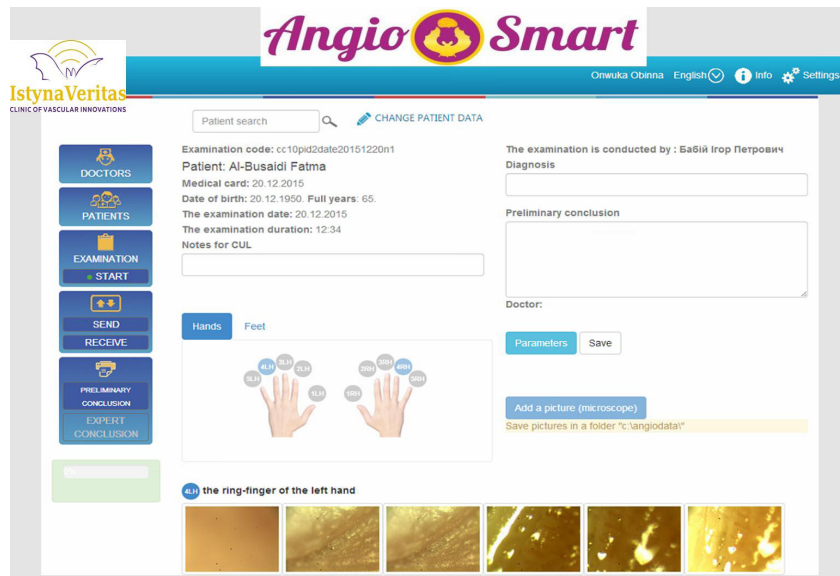 Angio Smart
IstynaVeritas
CLINIC OF VASCULAR INNOVATIONS
Onwuka Obinna English Info Settings
Patient search
CHANGE PATIENT DATA
DOCTORS
PATIENTS
EXAMINATION
START
SEND
RECEIVE
PRELIMINARY
CONCLUSION
EXPERT
CONCLUSION
Examination code: cc10pid2date20151220n1
Patient: Al-Busaidi Fatma
Medical card: 20.12.2015
Date of birth: 20.12.1950. Full years: 65.
The examination date: 20.12.2015
The examination duration: 12:34
Notes for CUL
The examination is conducted by : Бабій Ігор Петрович
Diagnosis
Preliminary conclusion
Doctor:
Parameters Save
Add a picture (microscope)
Save pictures in a folder "c:\angiodata\"
Hands Feet
5LH 4LH 3LH 2LH 1LH
1RH 2RH 3RH 4RH 5RH
4LH the ring-finger of the left hand